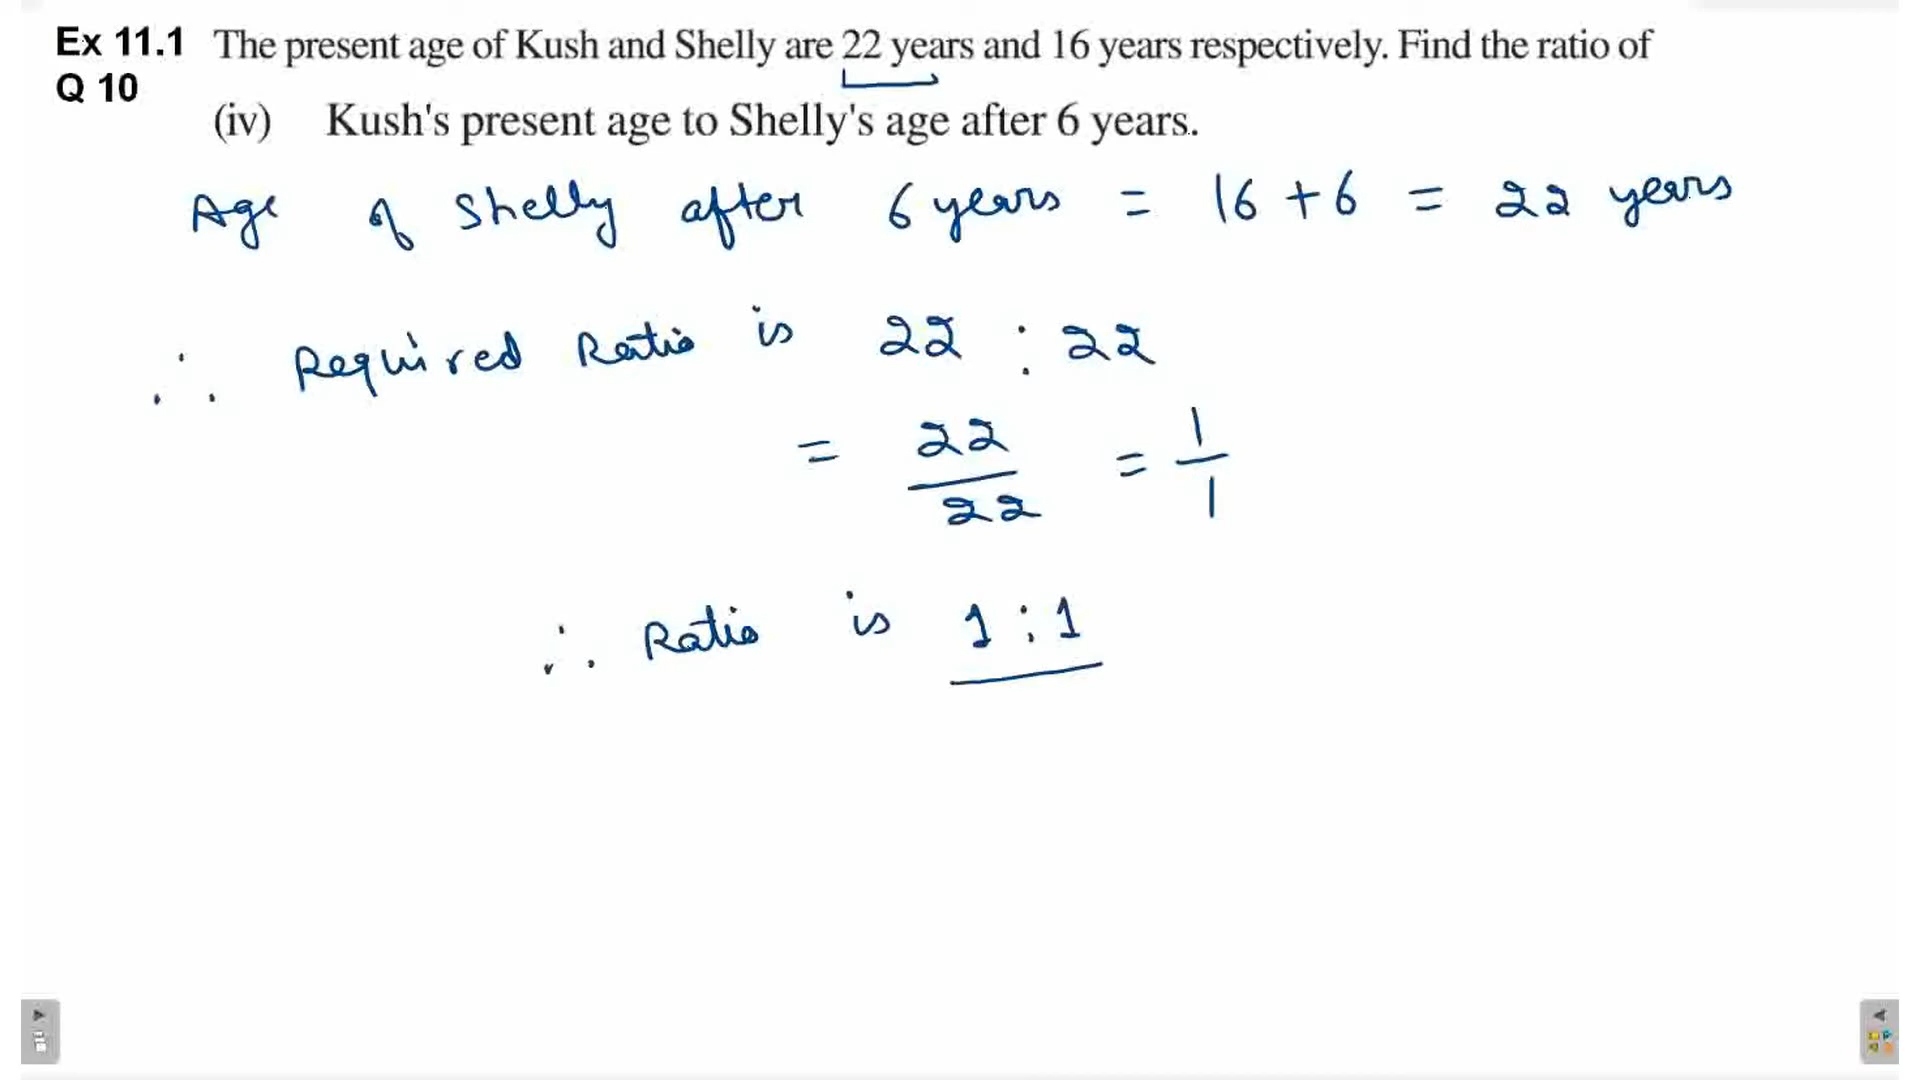 Ex 11.1 The present age of Kush and Shelly are 22 years and 16 years respectively. Find the ratio of
Q 10
(iv) Kush's present age to Shelly's age after 6 years.
Age of Shelly after 6 years = 16 + 6 = 22 years
∴ Required Ratio is 22 : 22
= 22/22 = 1/1
∴ Ratio is 1 : 1